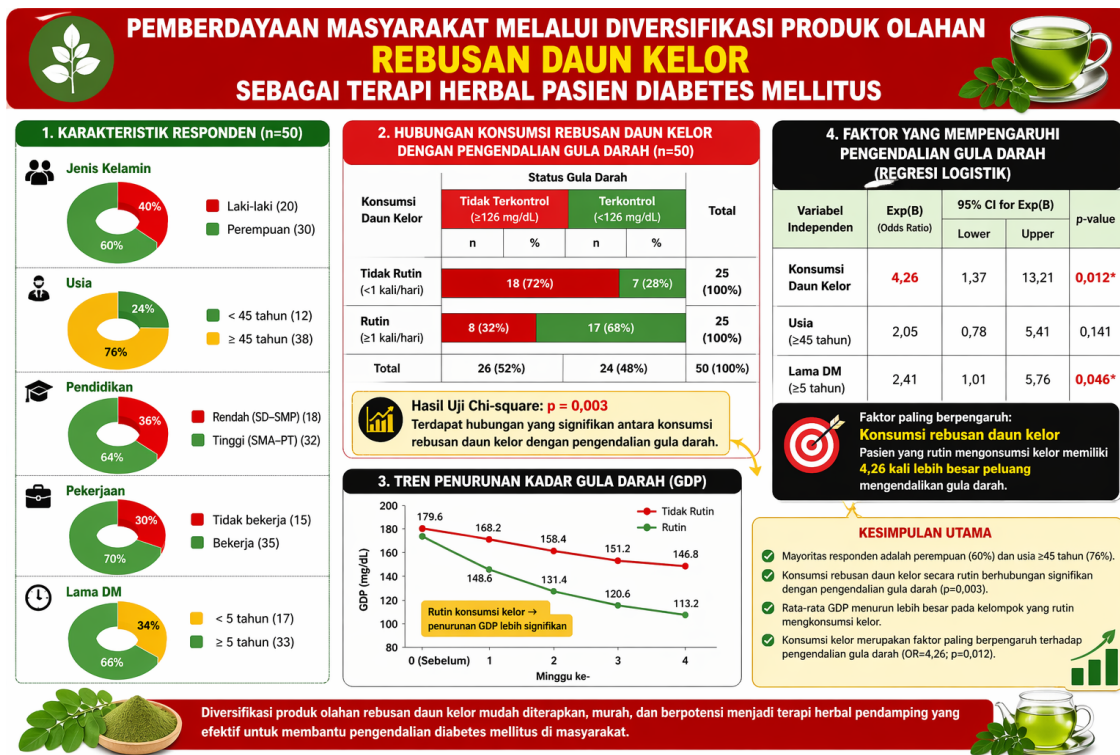 PEMBERDAYAAN MASYARAKAT MELALUI DIVERSIFIKASI PRODUK OLAHAN
REBUSAN DAUN KELOR
SEBAGAI TERAPI HERBAL PASIEN DIABETES MELLITUS
1. KARAKTERISTIK RESPONDEN (n=50)
Jenis Kelamin
40%
60%
Laki-laki (20)
Perempuan (30)
Usia
24%
76%
< 45 tahun (12)
≥ 45 tahun (38)
Pendidikan
36%
64%
Rendah (SD–SMP) (18)
Tinggi (SMA–PT) (32)
Pekerjaan
30%
70%
Tidak bekerja (15)
Bekerja (35)
Lama DM
34%
66%
< 5 tahun (17)
≥ 5 tahun (33)
2. HUBUNGAN KONSUMSI REBUSAN DAUN KELOR
DENGAN PENGENDALIAN GULA DARAH (n=50)
Status Gula Darah
Konsumsi
Daun Kelor
Tidak Terkontrol
(≥126 mg/dL)
Terkontrol
(<126 mg/dL)
Total
n % n %
Tidak Rutin
(<1 kali/hari)
18 (72%) 7 (28%) 25
(100%)
Rutin
(≥1 kali/hari)
8 (32%) 17 (68%) 25
(100%)
Total 26 (52%) 24 (48%) 50 (100%)
Hasil Uji Chi-square: p = 0,003
Terdapat hubungan yang signifikan antara konsumsi
rebusan daun kelor dengan pengendalian gula darah.
3. TREN PENURUNAN KADAR GULA DARAH (GDP)
GDP (mg/dL)
200
180
160
140
120
100
80
179.6
168.2
158.4
151.2
146.8
148.6
131.4
120.6
113.2
Tidak Rutin
Rutin
Rutin konsumsi kelor →
penurunan GDP lebih signifikan
0 (Sebelum) 1 2 3 4
Minggu ke-
4. FAKTOR YANG MEMPENGARUHI
PENGENDALIAN GULA DARAH
(REGRESI LOGISTIK)
Variabel
Independen
Exp(B)
(Odds Ratio)
95% CI for Exp(B)
Lower Upper
p-value
Konsumsi
Daun Kelor
4,26 1,37 13,21 0,012*
Usia
(≥45 tahun)
2,05 0,78 5,41 0,141
Lama DM
(≥5 tahun)
2,41 1,01 5,76 0,046*
Faktor paling berpengaruh:
Konsumsi rebusan daun kelor
Pasien yang rutin mengonsumsi kelor memiliki
4,26 kali lebih besar peluang
mengendalikan gula darah.
KESIMPULAN UTAMA
Mayoritas responden adalah perempuan (60%) dan usia ≥45 tahun (76%).
Konsumsi rebusan daun kelor secara rutin berhubungan signifikan
dengan pengendalian gula darah (p=0,003).
Rata-rata GDP menurun lebih besar pada kelompok yang rutin
mengkonsumsi kelor.
Konsumsi kelor merupakan faktor paling berpengaruh terhadap
pengendalian gula darah (OR=4,26; p=0,012).
Diversifikasi produk olahan rebusan daun kelor mudah diterapkan, murah, dan berpotensi menjadi terapi herbal pendamping yang
efektif untuk membantu pengendalian diabetes mellitus di masyarakat.